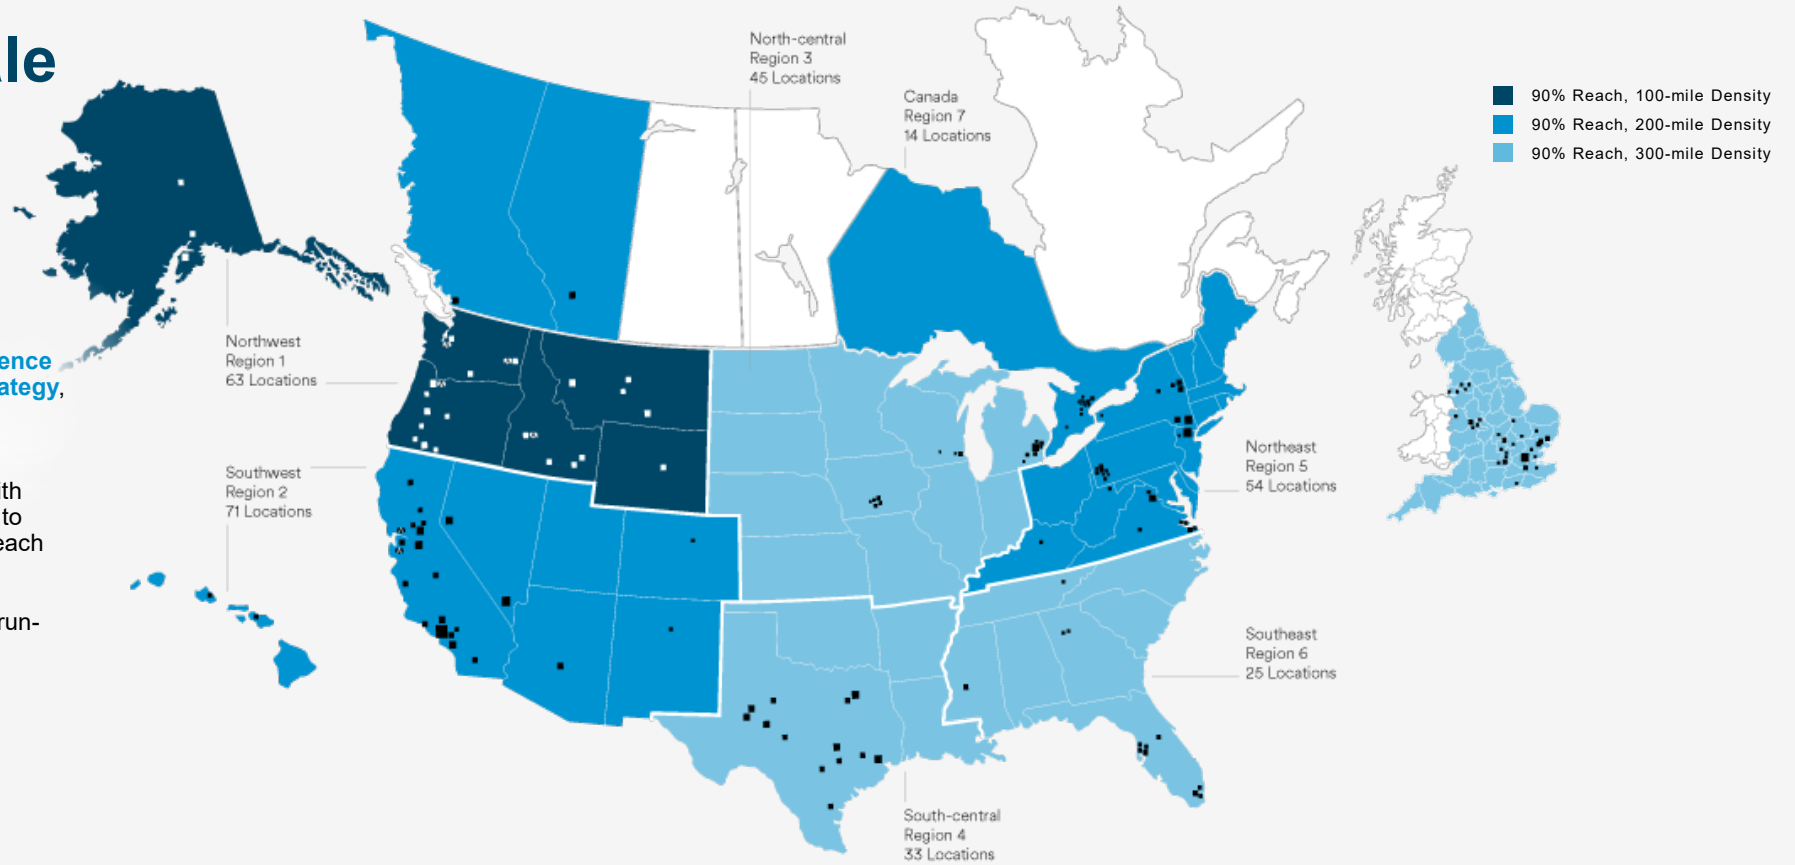 le
ence
ategy,
ith
to
each
run-
North-central
Region 3
45 Locations
Canada
Region 7
14 Locations
90% Reach, 100-mile Density
90% Reach, 200-mile Density
90% Reach, 300-mile Density
Northwest
Region 1
63 Locations
Southwest
Region 2
71 Locations
Northeast
Region 5
54 Locations
Southeast
Region 6
25 Locations
South-central
Region 4
33 Locations